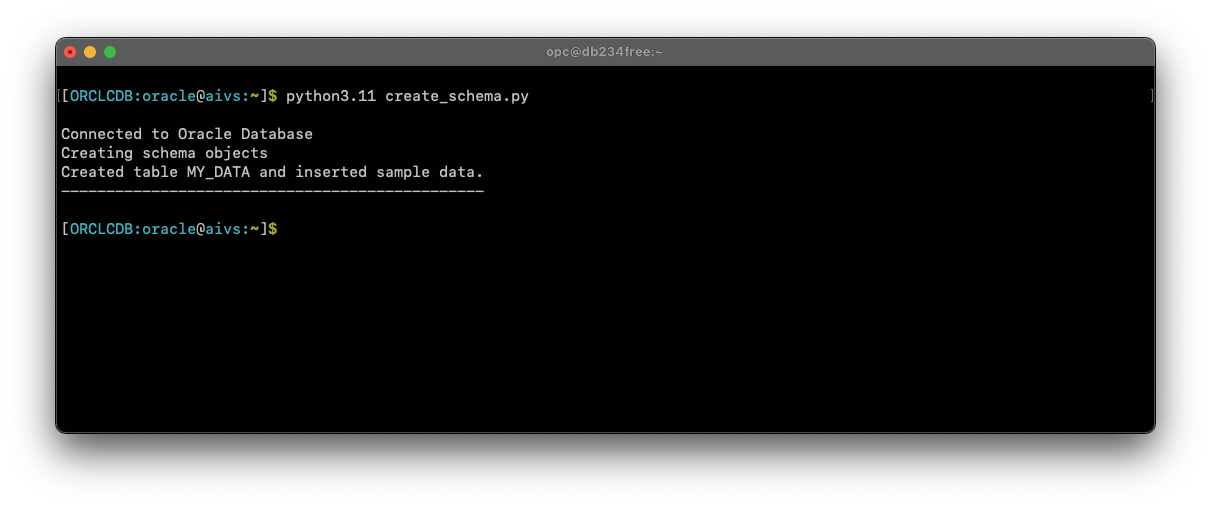 opc@db234free:~
[[ORCLCDB:oracle@aivs:~]$ python3.11 create_schema.py ]
Connected to Oracle Database
Creating schema objects
Created table MY_DATA and inserted sample data.
-----------------------------------------------
[ORCLCDB:oracle@aivs:~]$